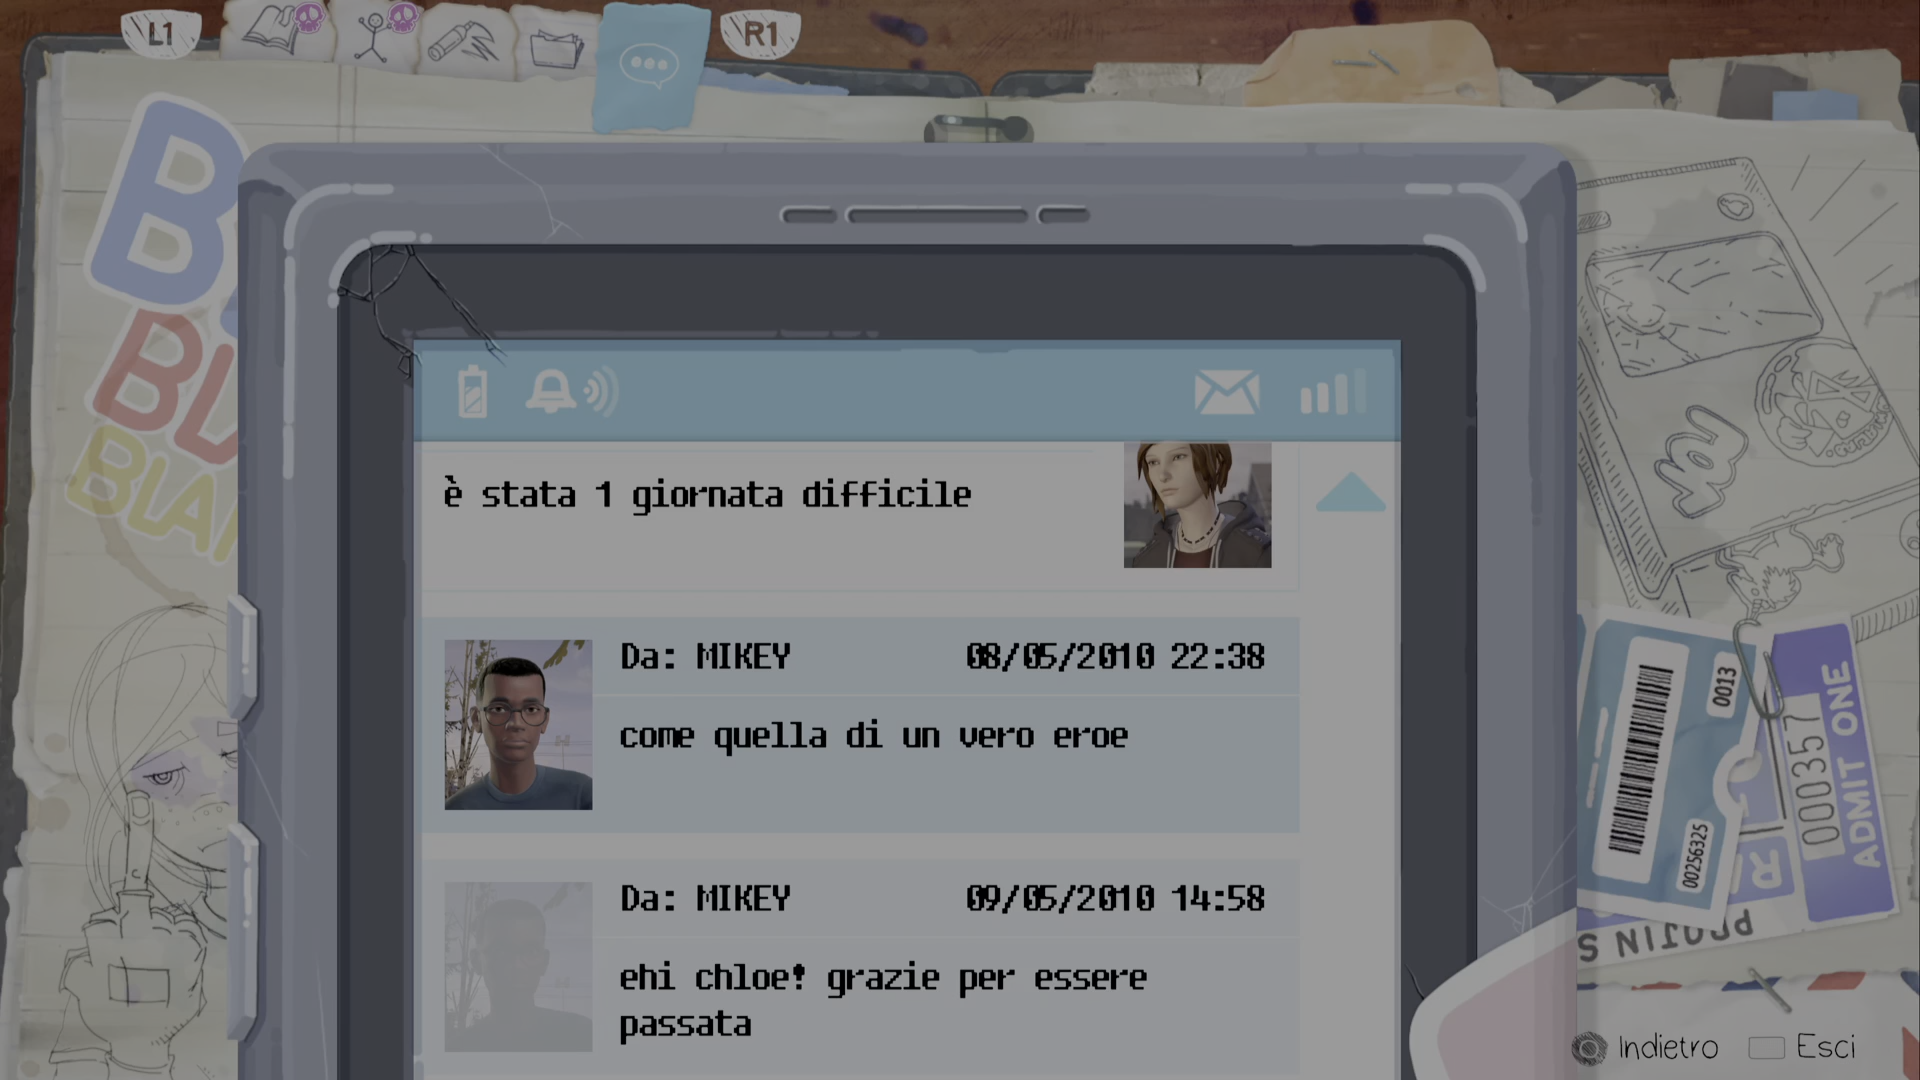 L1
R1
B
BL
BLA
è stata 1 giornata difficile
Da: MIKEY 08/05/2010 22:38
come quella di un vero eroe
Da: MIKEY 09/05/2010 14:58
ehi chloe! grazie per essere
passata
0013
00256325
000357
ADMIT ONE
Indietro
Esci